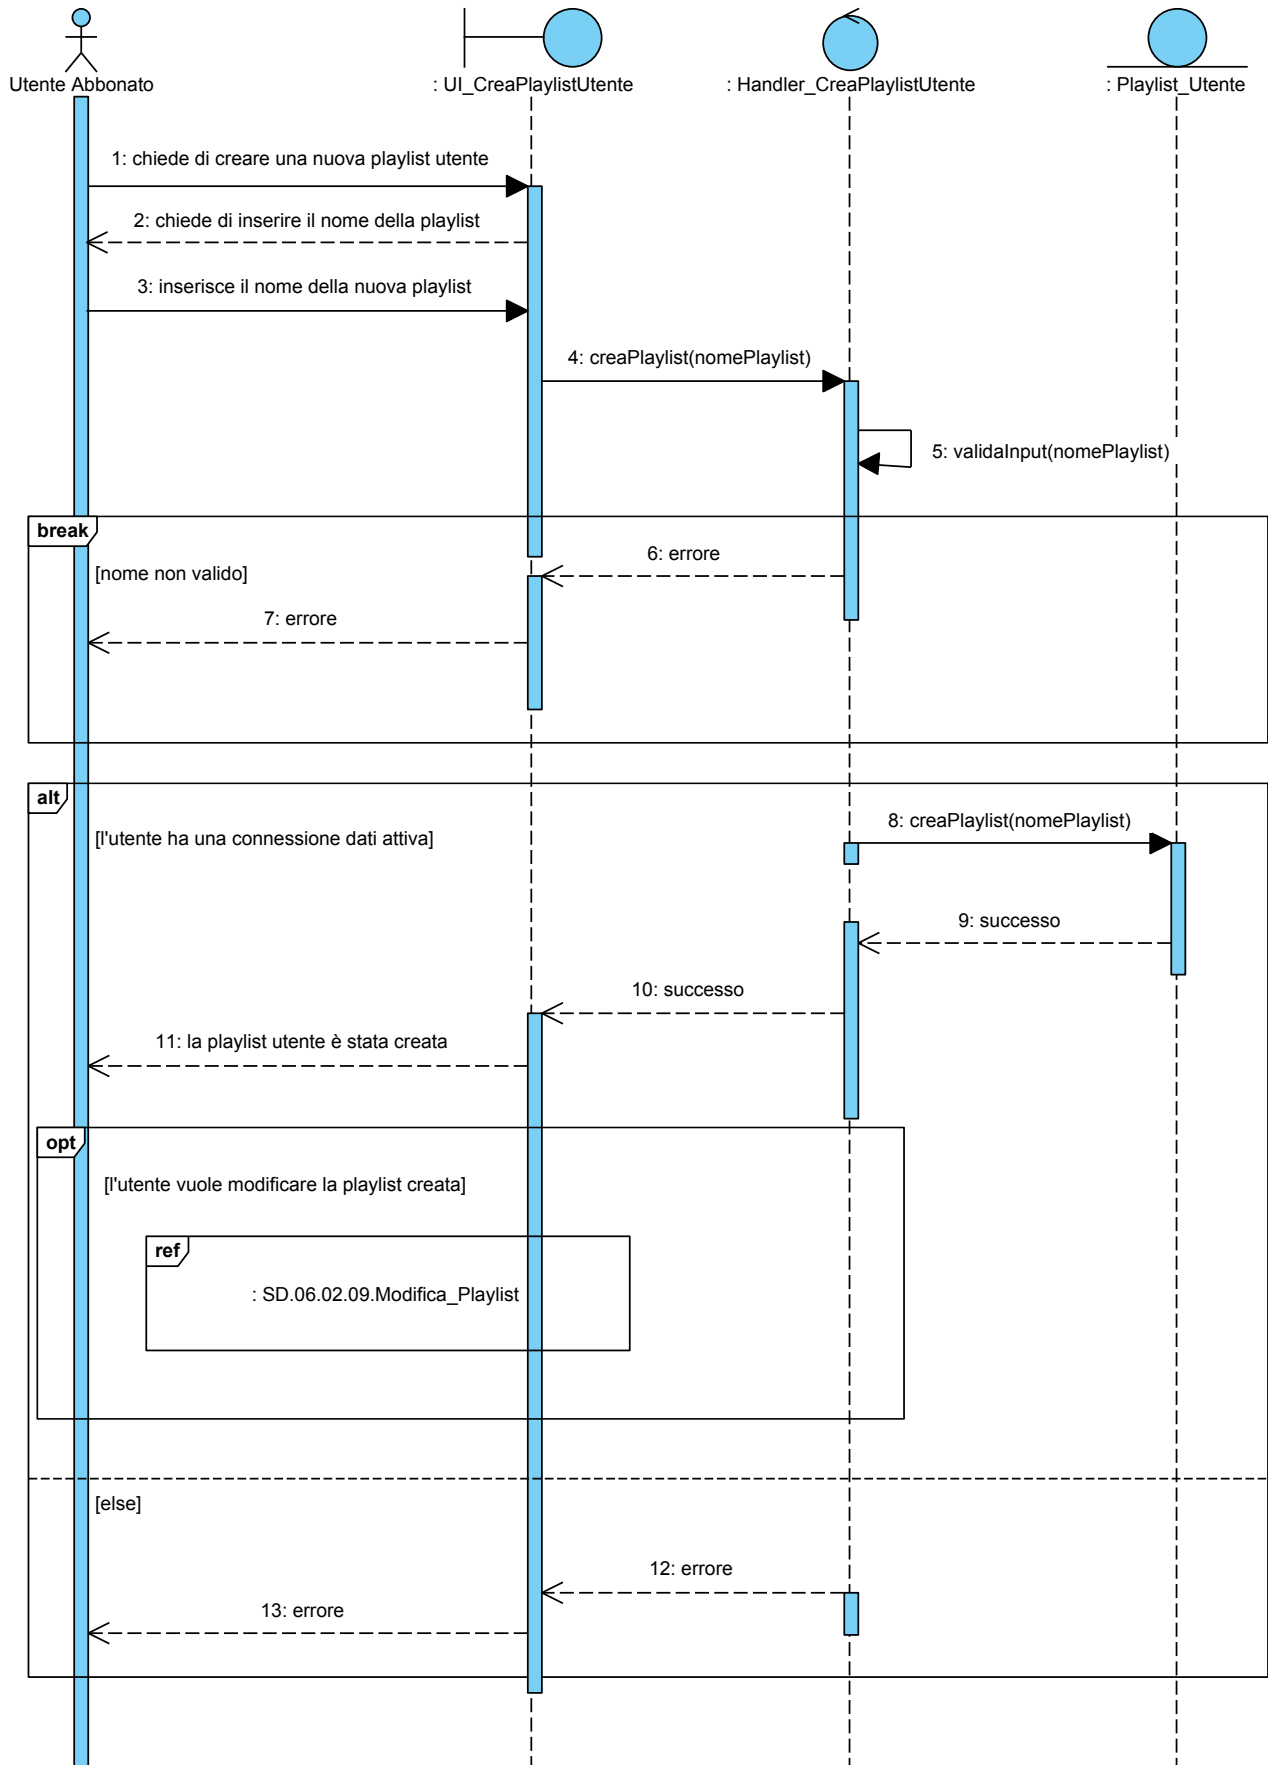 Utente Abbonato
: UI_CreaPlaylistUtente
: Handler_CreaPlaylistUtente
: Playlist_Utente
1: chiede di creare una nuova playlist utente
2: chiede di inserire il nome della playlist
3: inserisce il nome della nuova playlist
4: creaPlaylist(nomePlaylist)
5: validaInput(nomePlaylist)
break
[nome non valido]
6: errore
7: errore
alt
[l'utente ha una connessione dati attiva]
8: creaPlaylist(nomePlaylist)
9: successo
10: successo
11: la playlist utente è stata creata
opt
[l'utente vuole modificare la playlist creata]
ref
: SD.06.02.09.Modifica_Playlist
[else]
12: errore
13: errore